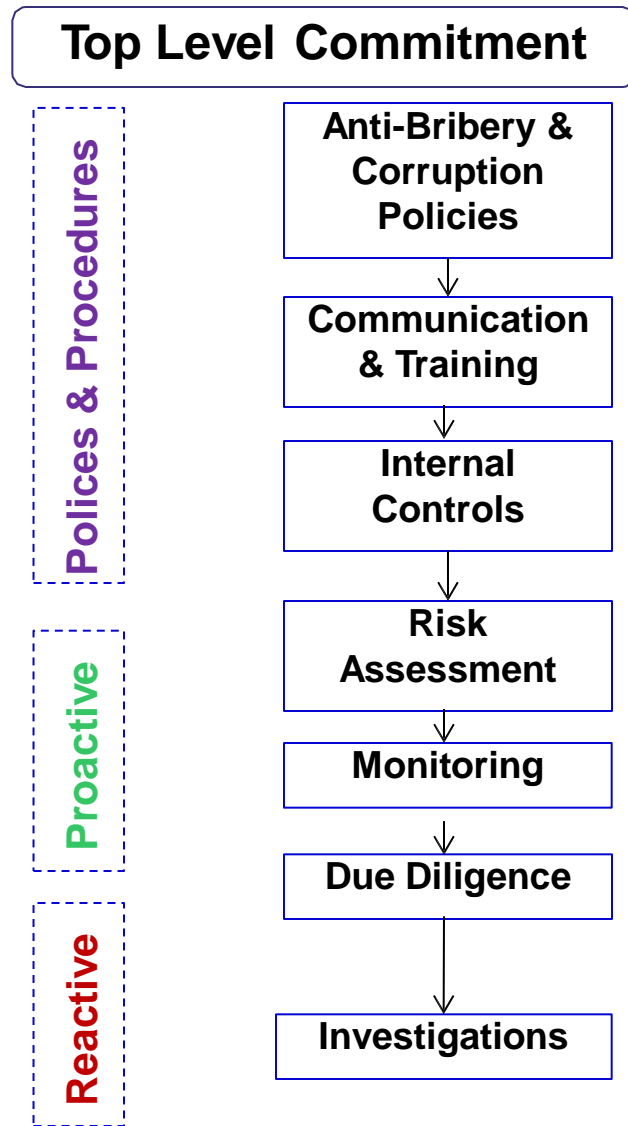 Top Level Commitment
Polices & Procedures
Anti-Bribery &
Corruption
Policies
Communication
& Training
Internal
Controls
Proactive
Risk
Assessment
Monitoring
Due Diligence
Reactive
Investigations